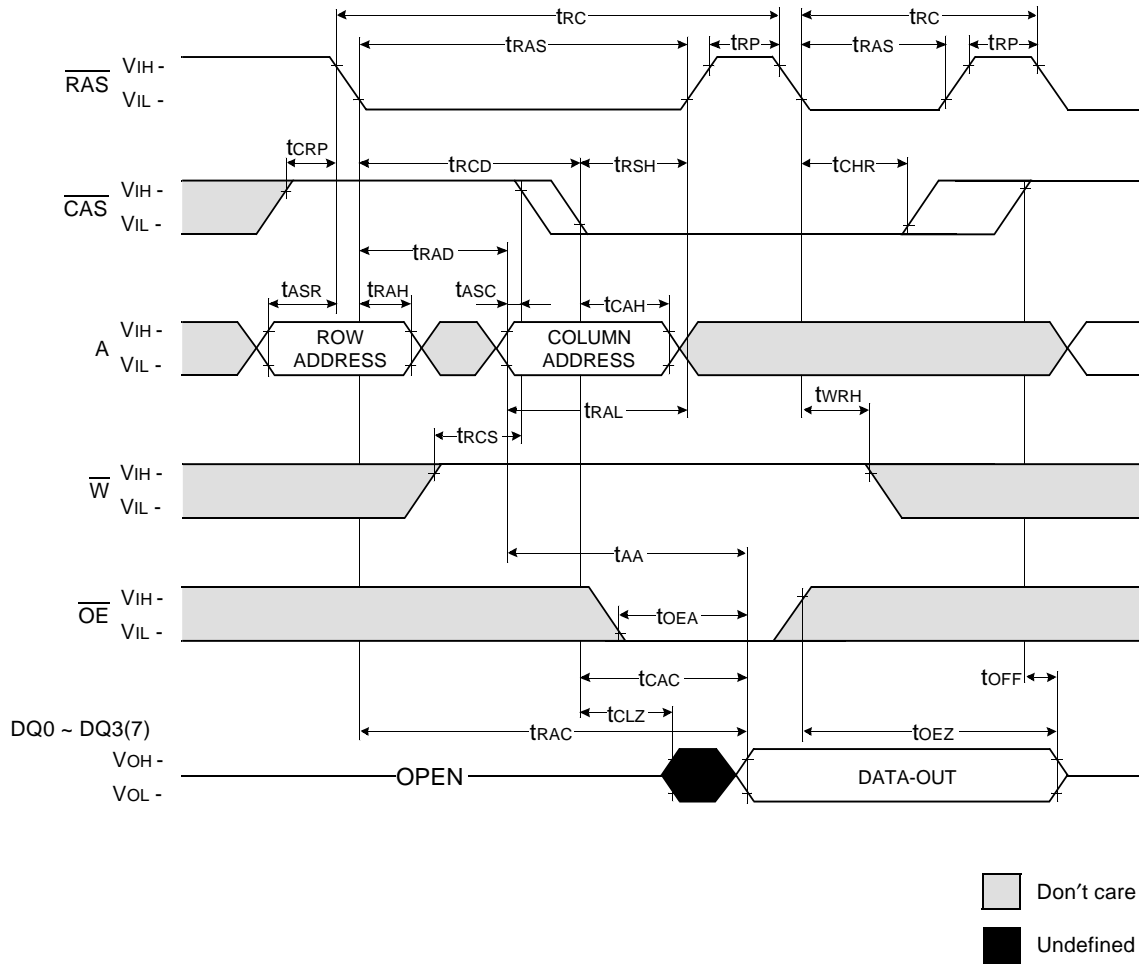 tRC tRC
tRAS tRP tRAS tRP
RAS VIH -
VIL -
tCRP tRCD tRSH tCHR
CAS VIH -
VIL -
tRAD
tASR tRAH tASC tCAH
A VIH -
VIL -
ROW
ADDRESS
COLUMN
ADDRESS
tRAL tWRH
tRCS
W VIH -
VIL -
tAA
OE VIH -
VIL -
tOEA
tCAC tOFF
tCLZ
DQ0 ~ DQ3(7) tRAC tOEZ
VOH -
VOL -
OPEN DATA-OUT
Don't care
Undefined